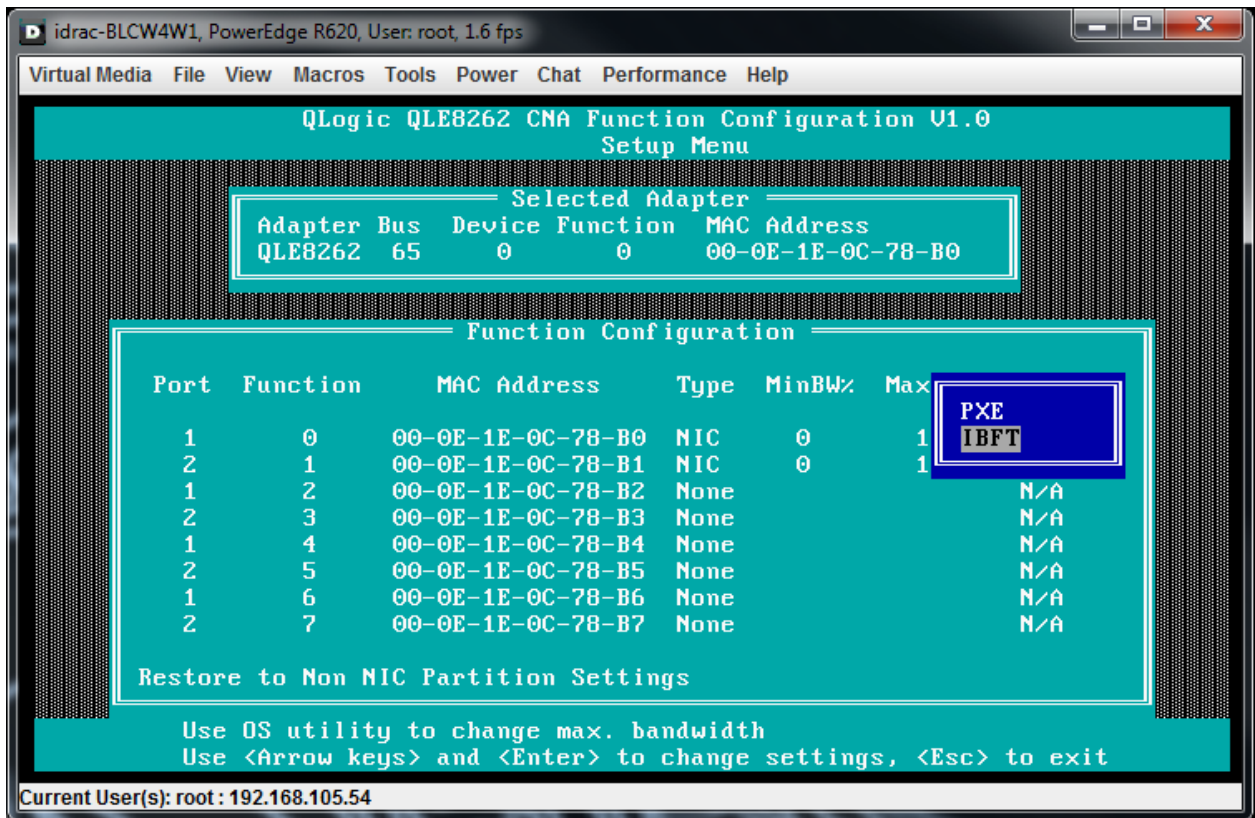 idrac-BLCW4W1, PowerEdge R620, User: root, 1.6 fps
Virtual Media File View Macros Tools Power Chat Performance Help
QLogic QLE8262 CNA Function Configuration V1.0
Setup Menu
Selected Adapter
Adapter Bus Device Function MAC Address
QLE8262 65 0 0 00-0E-1E-0C-78-B0
Function Configuration
Port Function MAC Address Type MinBW% Max
PXE
IBFT
1 0 00-0E-1E-0C-78-B0 NIC 0 1
2 1 00-0E-1E-0C-78-B1 NIC 0 1
1 2 00-0E-1E-0C-78-B2 None N/A
2 3 00-0E-1E-0C-78-B3 None N/A
1 4 00-0E-1E-0C-78-B4 None N/A
2 5 00-0E-1E-0C-78-B5 None N/A
1 6 00-0E-1E-0C-78-B6 None N/A
2 7 00-0E-1E-0C-78-B7 None N/A
Restore to Non NIC Partition Settings
Use OS utility to change max. bandwidth
Use <Arrow keys> and <Enter> to change settings, <Esc> to exit
Current User(s): root : 192.168.105.54